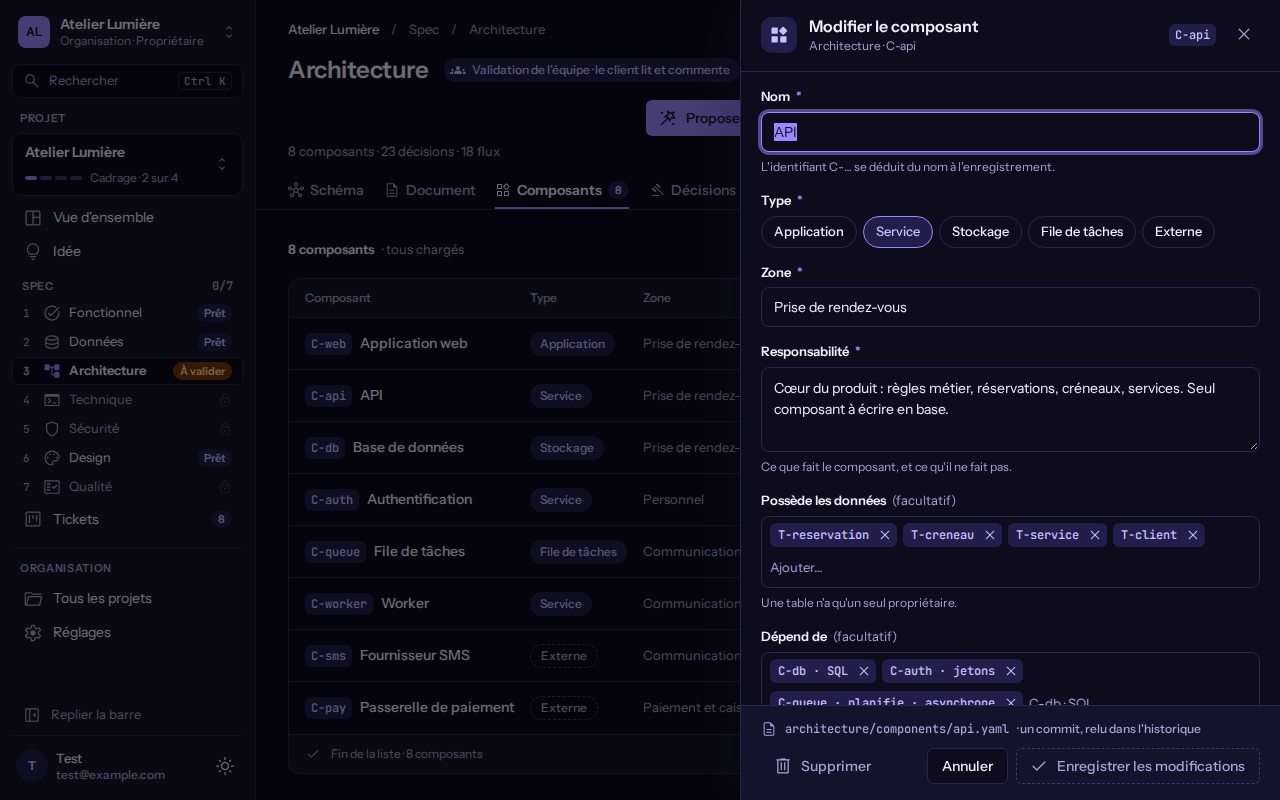 AL
Atelier Lumière
Organisation·Propriétaire
Rechercher
Ctrl K
PROJET
Atelier Lumière
Cadrage·2 sur 4
Vue d'ensemble
Idée
SPEC 0/7
1 Fonctionnel Prêt
2 Données Prêt
3 Architecture À valider
4 Technique
5 Sécurité
6 Design Prêt
7 Qualité
Tickets 8
ORGANISATION
Tous les projets
Réglages
Replier la barre
T
Test
test@example.com
Atelier Lumière / Spec / Architecture
Architecture
Validation de l'équipe·le client lit et commente
Propose
8 composants·23 décisions·18 flux
Schéma
Document
Composants 8
Décisions
8 composants ·tous chargés
Composant Type Zone
C-web Application web Application Prise de rendez-
C-api API Service Prise de rendez-
C-db Base de données Stockage Prise de rendez-
C-auth Authentification Service Personnel
C-queue File de tâches File de tâches Communication
C-worker Worker Service Communication
C-sms Fournisseur SMS Externe Communication
C-pay Passerelle de paiement Externe Paiement et cais
Fin de la liste·8 composants
Modifier le composant
Architecture·C-api
C-api
Nom *
API
L'identifiant C-… se déduit du nom à l'enregistrement.
Type *
Application
Service
Stockage
File de tâches
Externe
Zone *
Prise de rendez-vous
Responsabilité *
Cœur du produit : règles métier, réservations, créneaux, services. Seul
composant à écrire en base.
Ce que fait le composant, et ce qu'il ne fait pas.
Possède les données (facultatif)
T-reservation
T-creneau
T-service
T-client
Ajouter…
Une table n'a qu'un seul propriétaire.
Dépend de (facultatif)
C-db · SQL
C-auth · jetons
C-queue · planifie · asynchrone
C-db·SQL
architecture/components/api.yaml ·un commit, relu dans l'historique
Supprimer
Annuler
Enregistrer les modifications